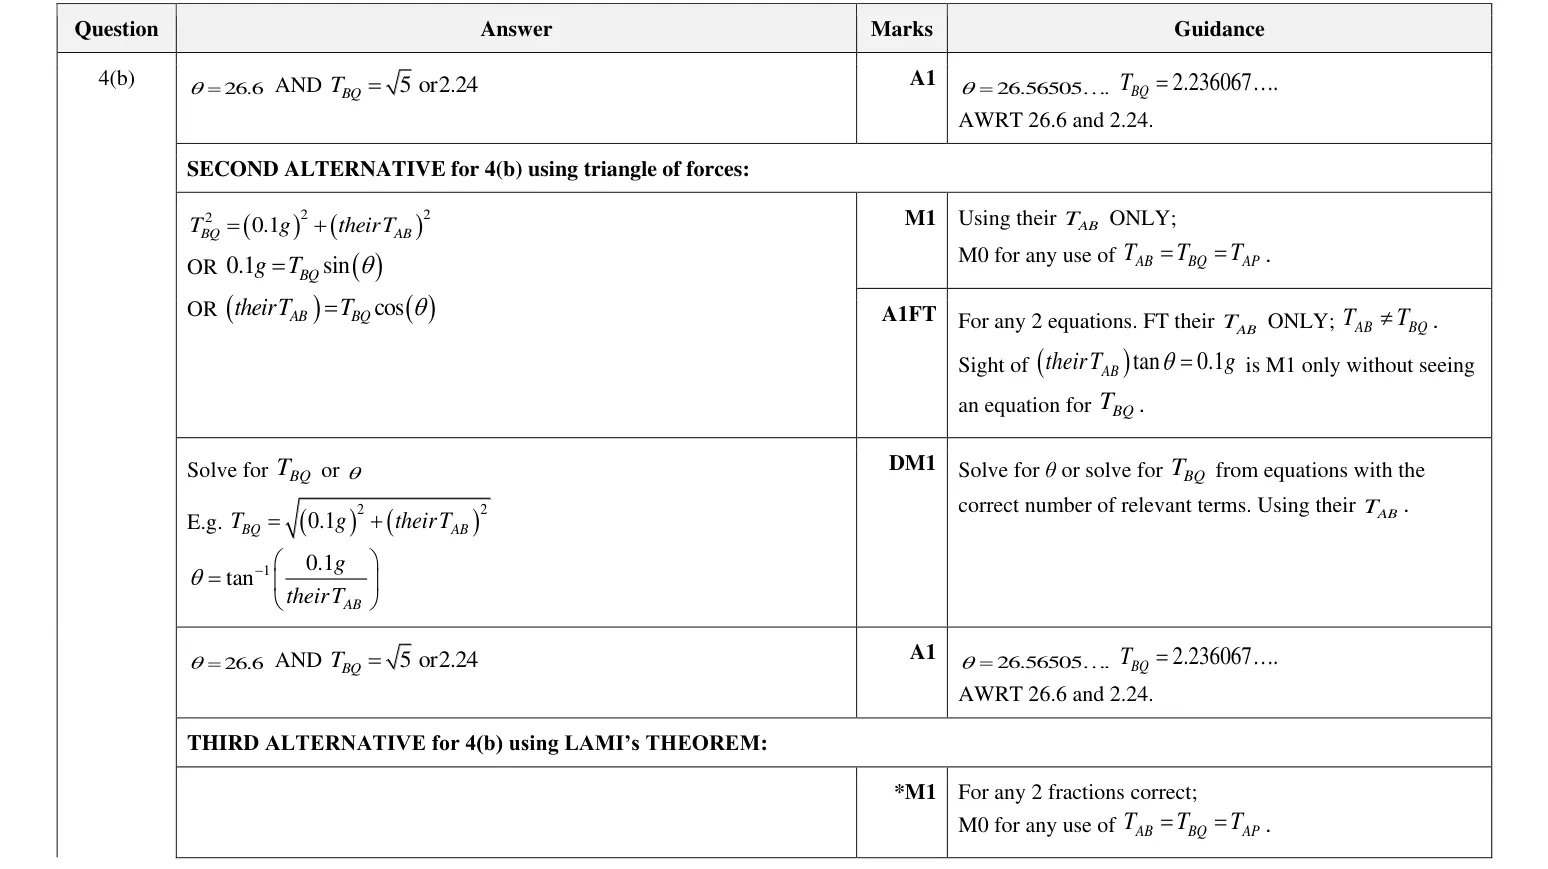 Question Answer Marks Guidance
4(b) θ = 26.6 AND T_BQ = √5 or2.24 A1 θ = 26.56505…. T_BQ = 2.236067….
AWRT 26.6 and 2.24.
SECOND ALTERNATIVE for 4(b) using triangle of forces:
T_BQ^2 = (0.1g)^2 + (their T_AB)^2 M1 Using their T_AB ONLY;
OR 0.1g = T_BQ sin(θ) M0 for any use of T_AB = T_BQ = T_AP .
OR (their T_AB) = T_BQ cos(θ) A1FT For any 2 equations. FT their T_AB ONLY; T_AB ≠ T_BQ .
Sight of (their T_AB) tan θ = 0.1g is M1 only without seeing
an equation for T_BQ .
Solve for T_BQ or θ DM1 Solve for θ or solve for T_BQ from equations with the
E.g. T_BQ = √((0.1g)^2 + (their T_AB)^2) correct number of relevant terms. Using their T_AB .
θ = tan^−1(0.1g / their T_AB)
θ = 26.6 AND T_BQ = √5 or2.24 A1 θ = 26.56505…. T_BQ = 2.236067….
AWRT 26.6 and 2.24.
THIRD ALTERNATIVE for 4(b) using LAMI’s THEOREM:
*M1 For any 2 fractions correct;
M0 for any use of T_AB = T_BQ = T_AP .